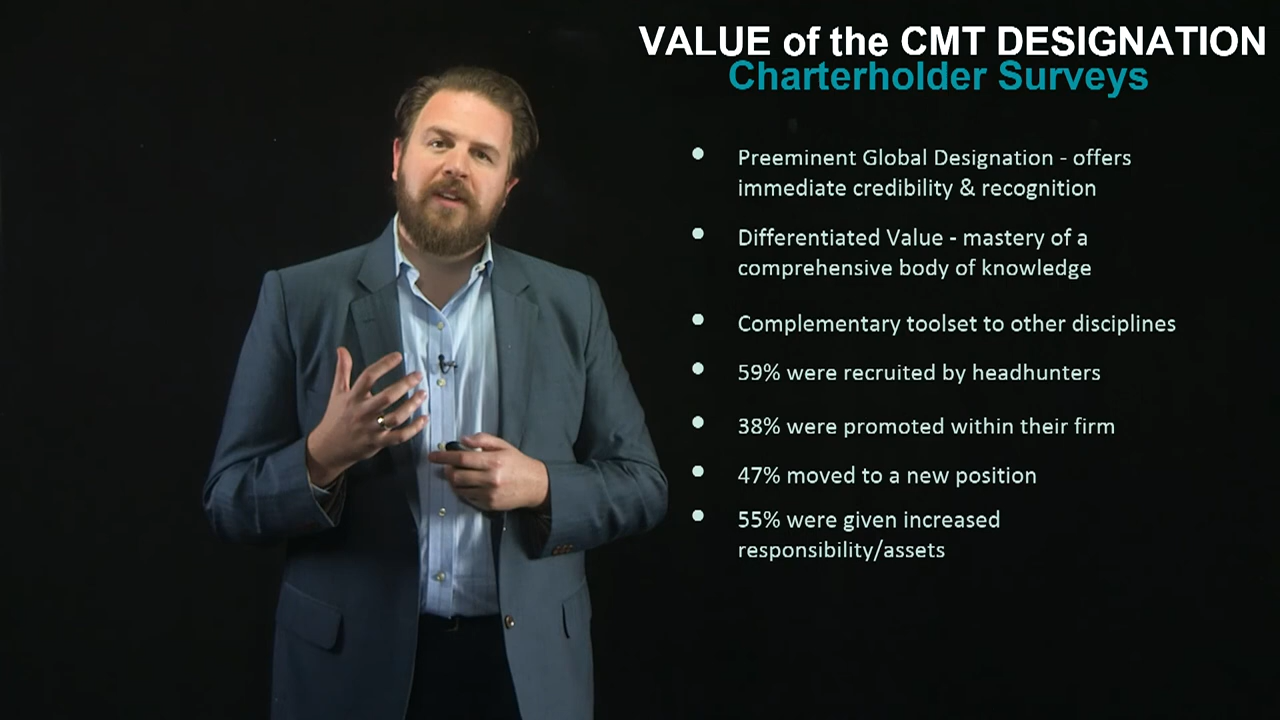 VALUE of the CMT DESIGNATION
Charterholder Surveys
• Preeminent Global Designation - offers
immediate credibility & recognition
• Differentiated Value - mastery of a
comprehensive body of knowledge
• Complementary toolset to other disciplines
• 59% were recruited by headhunters
• 38% were promoted within their firm
• 47% moved to a new position
• 55% were given increased
responsibility/assets